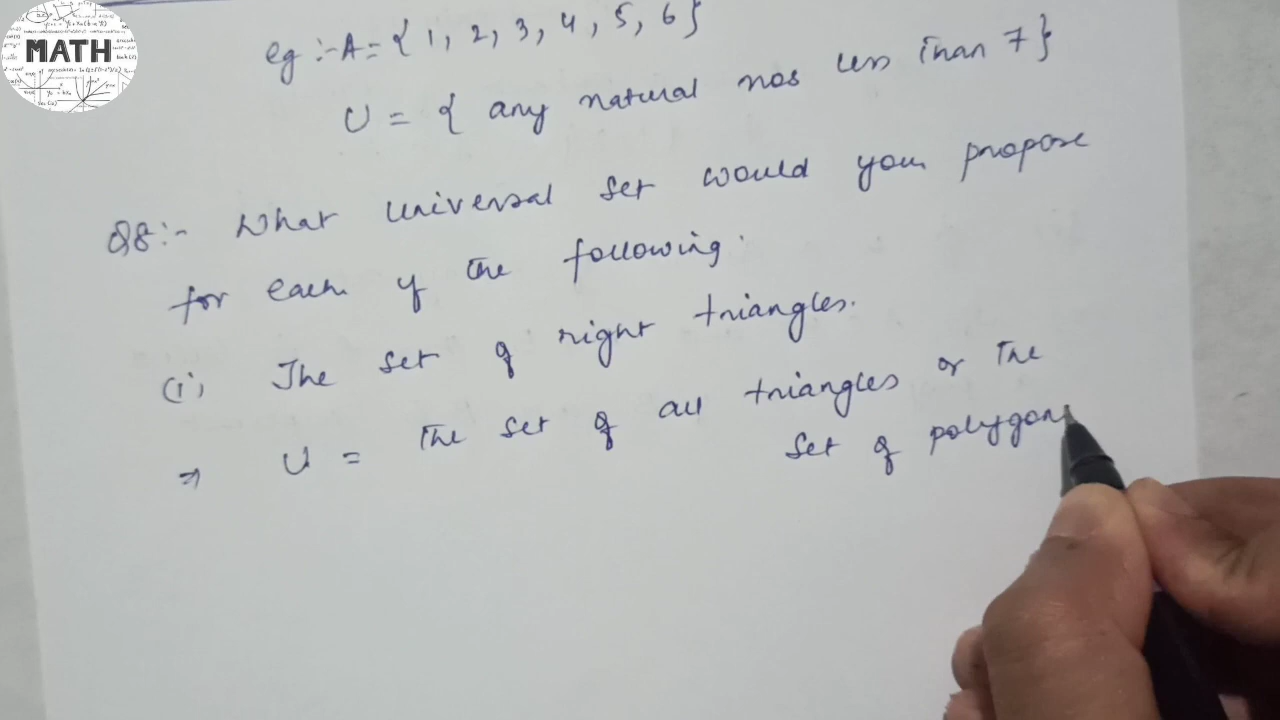 MATH
eg :- A = { 1, 2, 3, 4, 5, 6 }
U = { any natural nos less than 7 }
Q8:- What universal set would you propose
for each of the following:
(i) The set of right triangles.
⇒ U = The set of all triangles or the
set of polygons